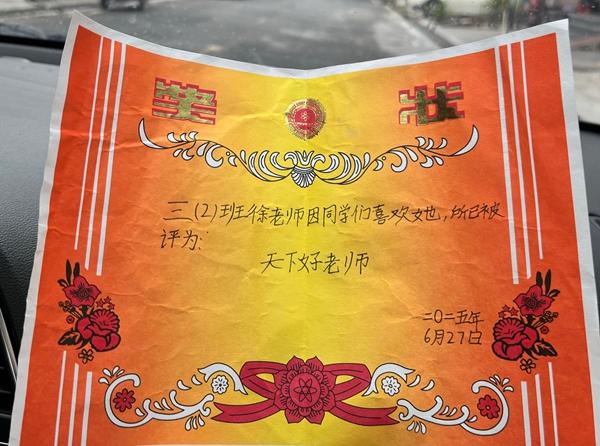 奖状
三(2)班徐老师因同学们喜欢她,所已被
评为:
天下好老师
二〇二五年
6月27日